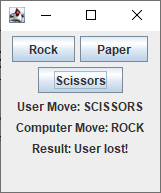 Rock Paper
Scissors
User Move: SCISSORS
Computer Move: ROCK
Result: User lost!